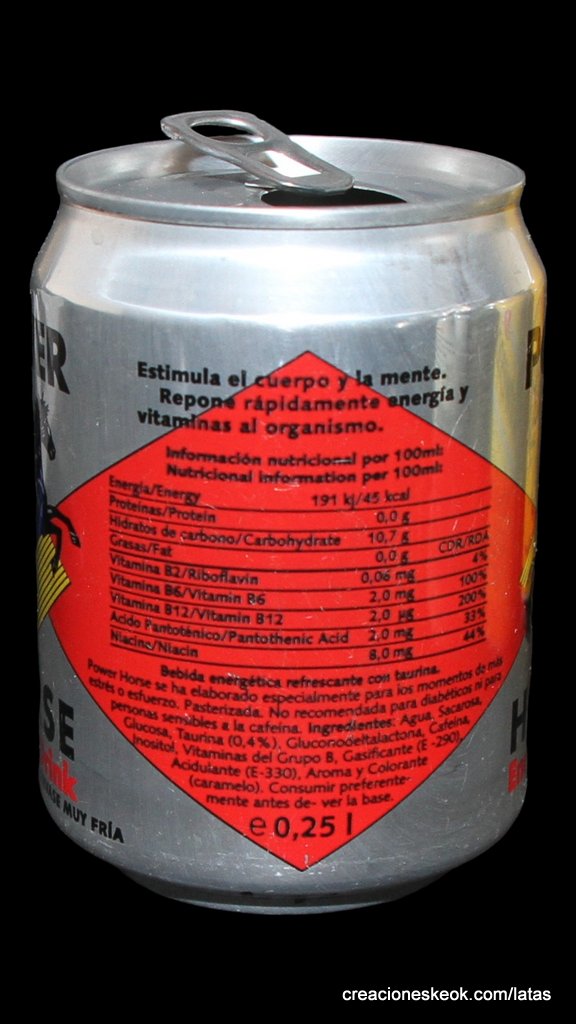 ER
P
Estimula el cuerpo y la mente.
Repone rápidamente energía y
vitaminas al organismo.
Información nutricional por 100ml:
Nutricional information per 100ml:
Energía/Energy 191 kj/45 kcal
Proteínas/Protein 0,0 g
Hidratos de carbono/Carbohydrate 10,7 g
Grasas/Fat 0,0 g CDR/RDA
Vitamina B2/Riboflavin 0,06 mg 4%
Vitamina B6/Vitamin B6 2,0 mg 100%
Vitamina B12/Vitamin B12 2,0 µg 200%
Acido Pantoténico/Pantothenic Acid 2,0 mg 33%
Niacine/Niacin 8,0 mg 44%
Bebida energética refrescante con taurina.
Power Horse se ha elaborado especialmente para los momentos de más
estrés o esfuerzo. Pasterizada. No recomendada para diabéticos ni para
personas sensibles a la cafeína. Ingredientes: Agua, Sacarosa,
Glucosa, Taurina (0,4%), Gluconodeltalactona, Cafeína,
Inositol, Vitaminas del Grupo B, Gasificante (E -290),
Acidulante (E-330), Aroma y Colorante
(caramelo). Consumir preferente-
mente antes de- ver la base.
e 0,25 l
SE
rink
ASE MUY FRÍA
H
En
creacioneskeok.com/latas